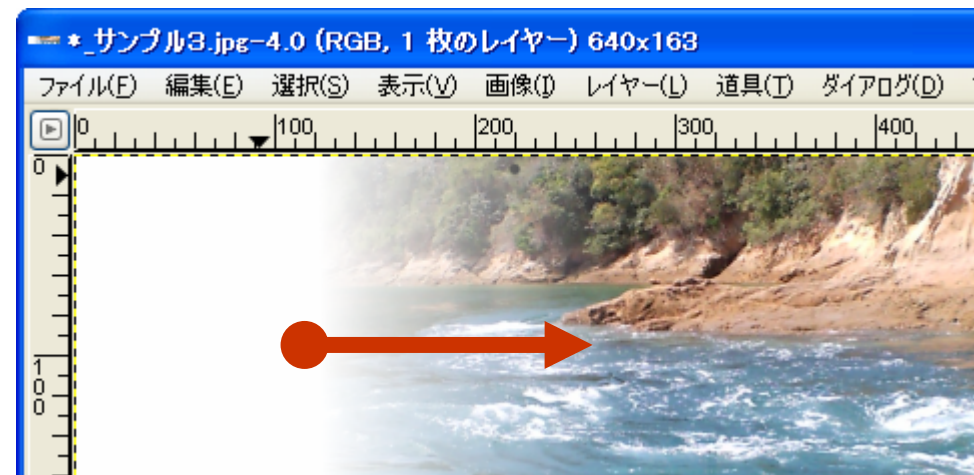 *_サンプル3.jpg-4.0 (RGB, 1 枚のレイヤー) 640x163
ファイル(F) 編集(E) 選択(S) 表示(V) 画像(I) レイヤー(L) 道具(T) ダイアログ(D)
0 100 200 300 400
0
100